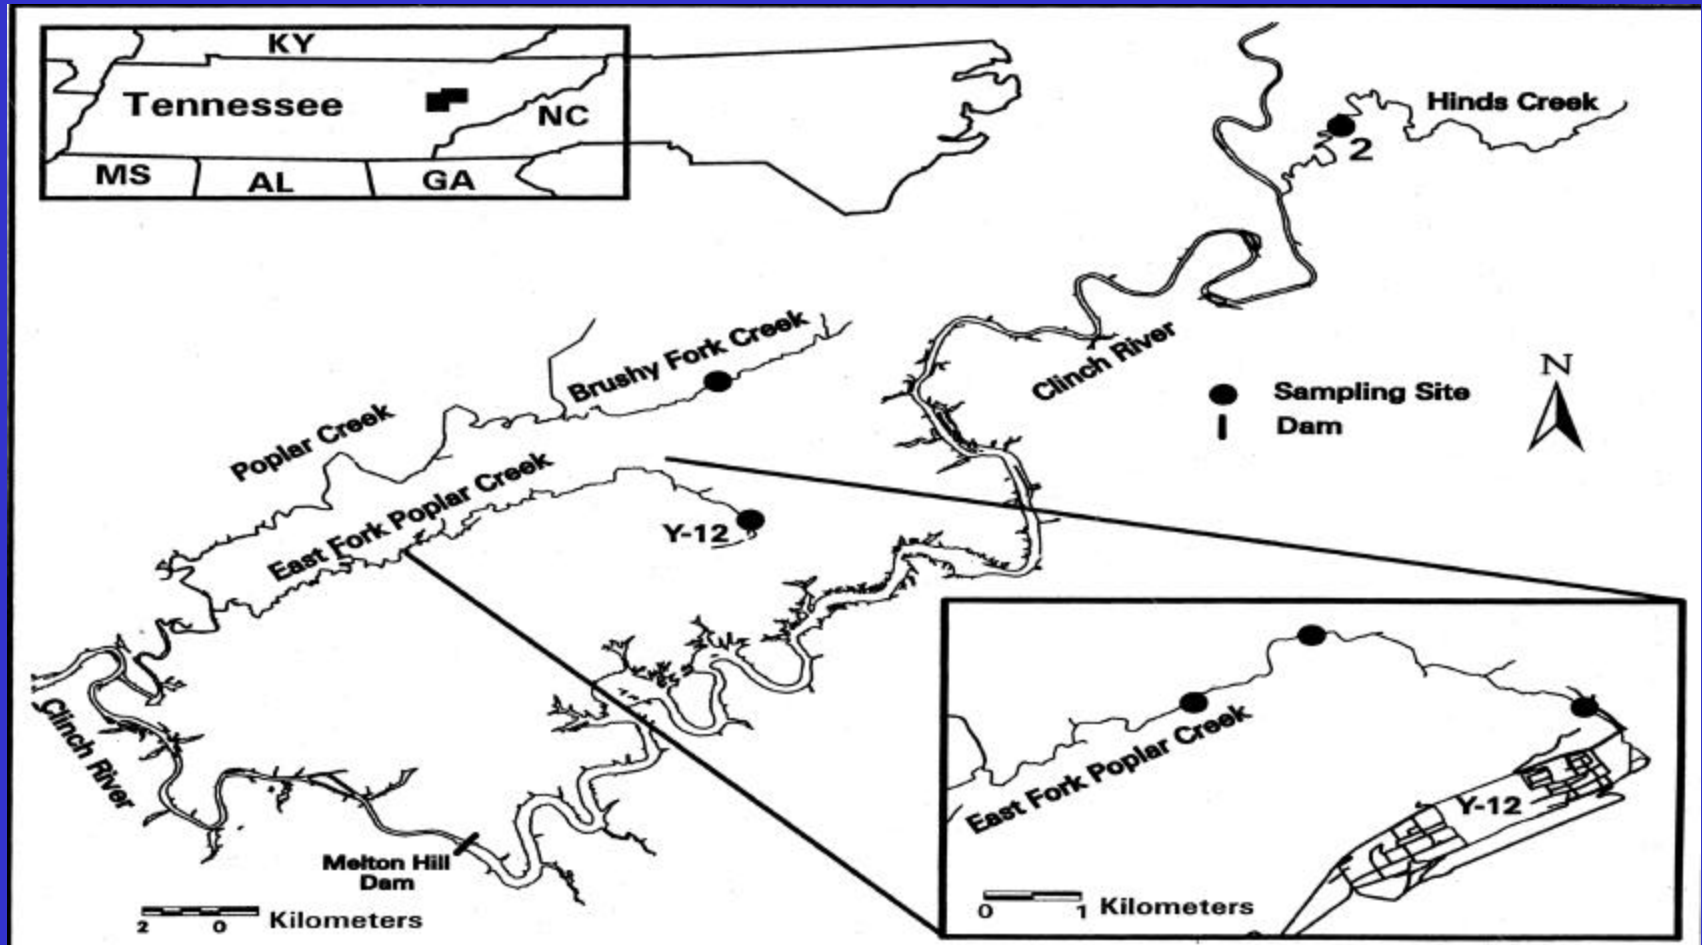 KY
Tennessee
NC
MS
AL
GA
Hinds Creek
2
Brushy Fork Creek
Clinch River
N
Sampling Site
Dam
Poplar Creek
East Fork Poplar Creek
Y-12
Clinch River
Melton Hill
Dam
2 0 Kilometers
East Fork Poplar Creek
Y-12
0 1 Kilometers